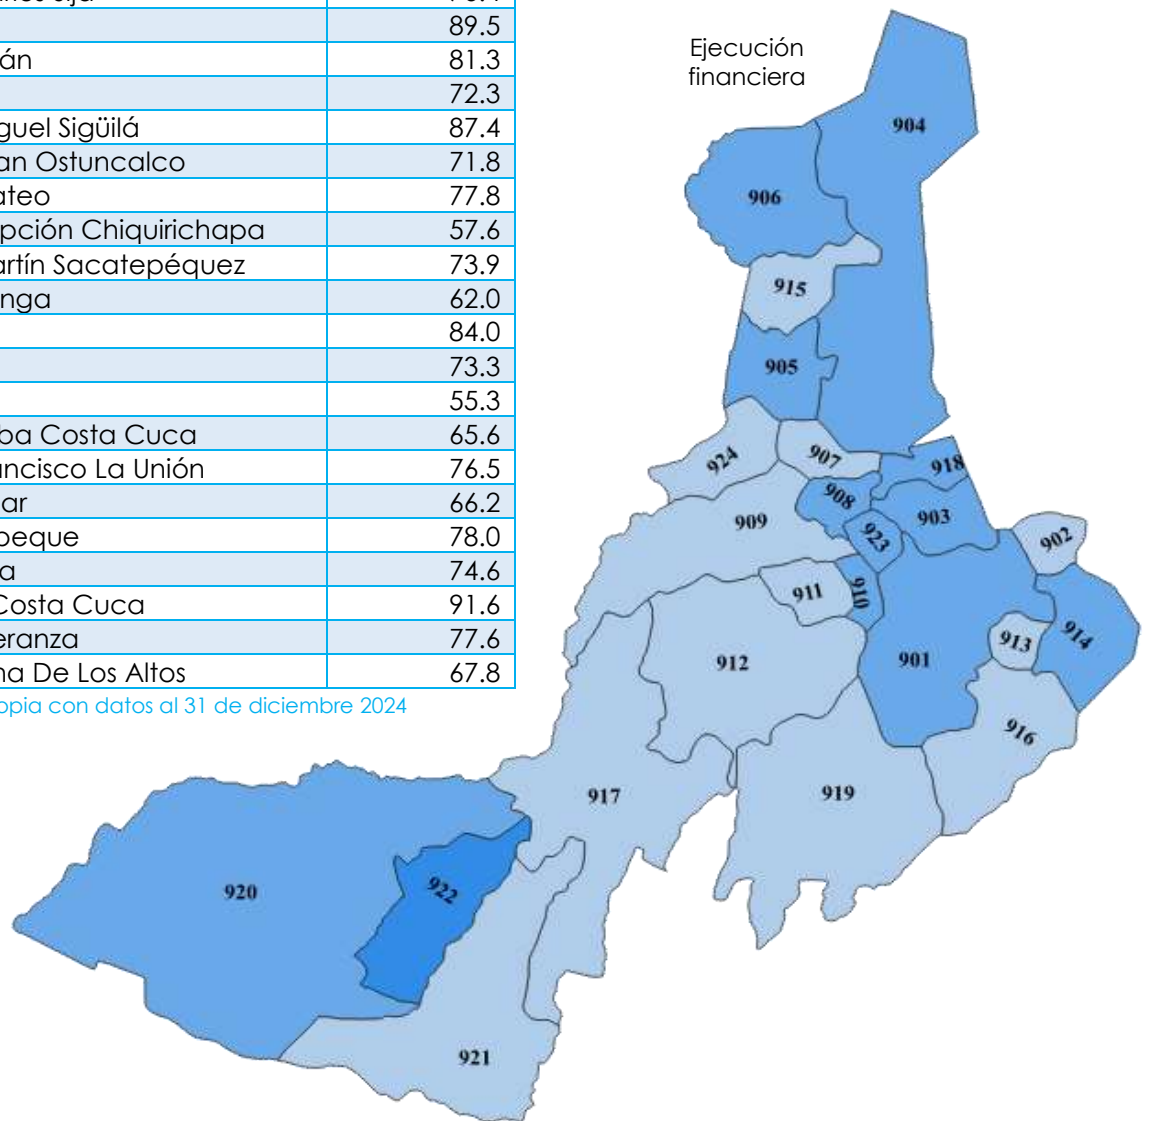 89.5
án 81.3
72.3
guel Sigüilá 87.4
an Ostuncalco 71.8
ateo 77.8
pción Chiquirichapa 57.6
artín Sacatepéquez 73.9
nga 62.0
84.0
73.3
55.3
ba Costa Cuca 65.6
ancisco La Unión 76.5
ar 66.2
peque 78.0
a 74.6
Costa Cuca 91.6
eranza 77.6
na De Los Altos 67.8
opia con datos al 31 de diciembre 2024
Ejecución
financiera
904
906
915
905
924
907
918
908
909
903
923
902
911
910
914
913
912
901
916
917
919
920
922
921